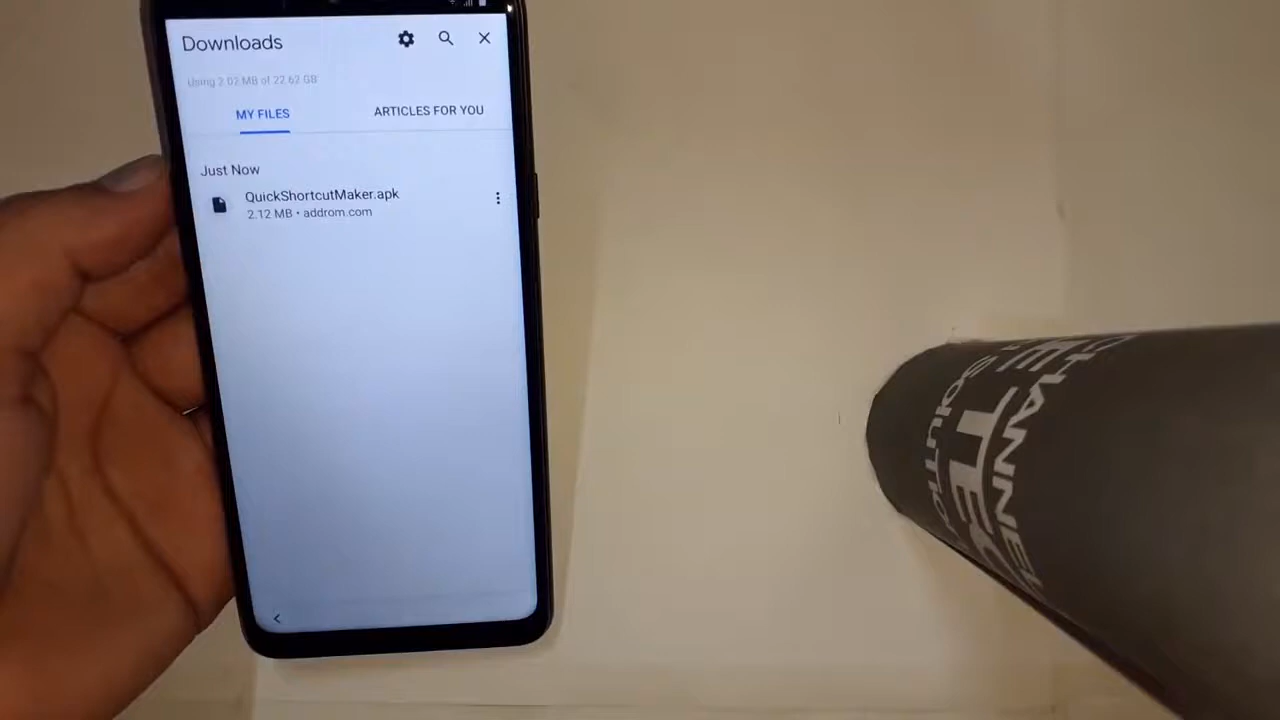 Downloads
Using 2.02 MB of 22.62 GB
MY FILES
ARTICLES FOR YOU
Just Now
QuickShortcutMaker.apk
2.12 MB • addrom.com
CHANNEL